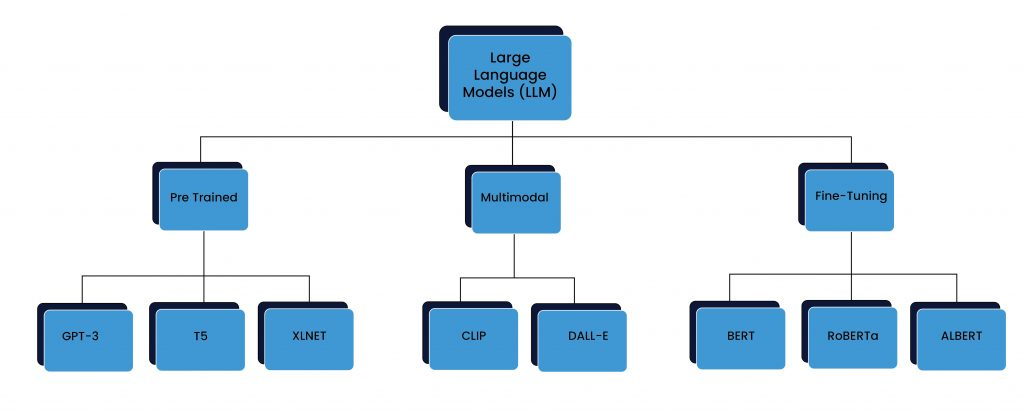 Large
Language
Models (LLM)
Pre Trained
Multimodal
Fine-Tuning
GPT-3
T5
XLNET
CLIP
DALL-E
BERT
RoBERTa
ALBERT